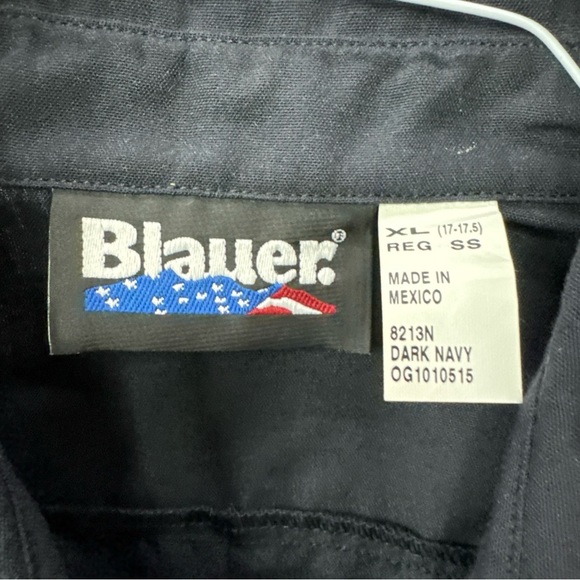 Blauer.®
XL (17-17.5)
REG SS
MADE IN
MEXICO
8213N
DARK NAVY
OG1010515